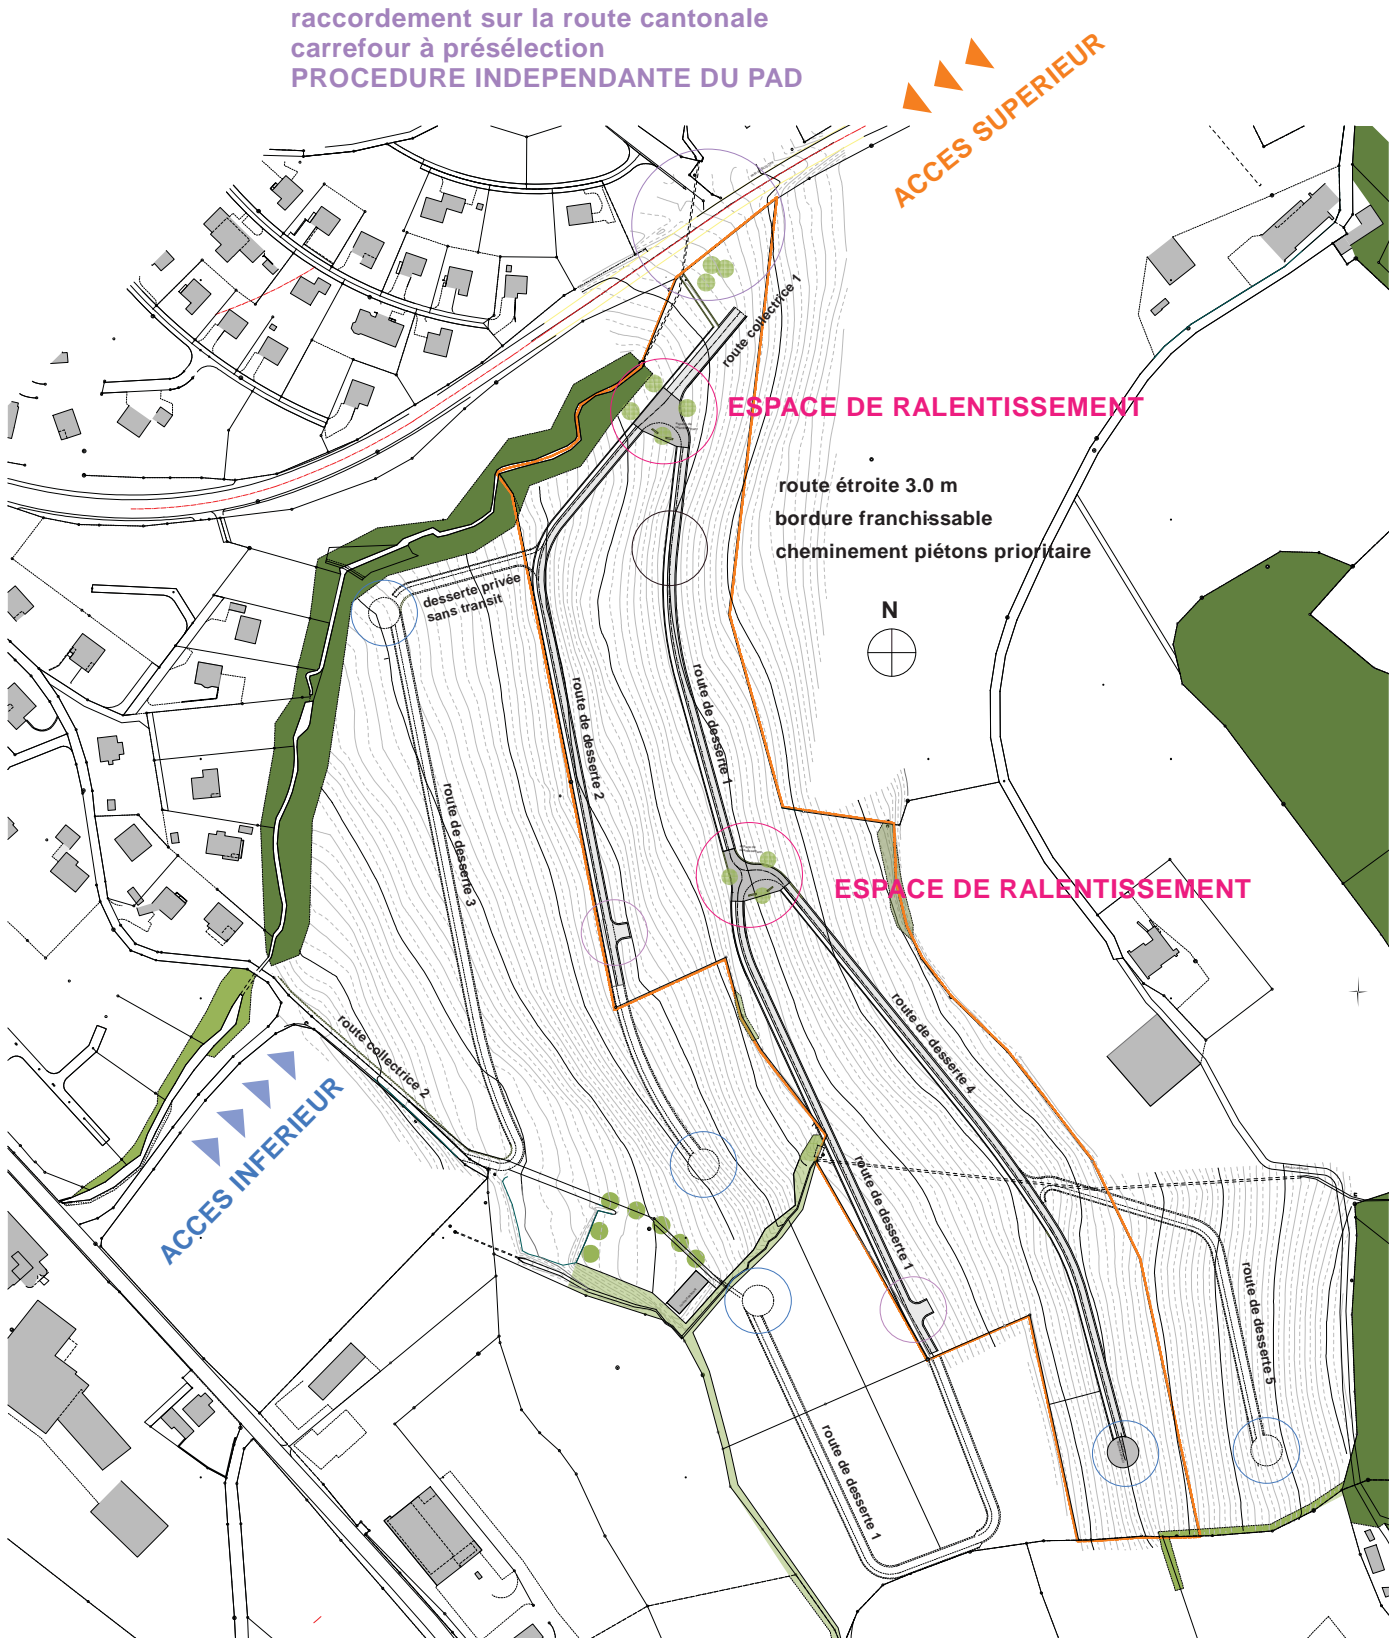 raccordement sur la route cantonale
carrefour à présélection
PROCEDURE INDEPENDANTE DU PAD
ACCES SUPERIEUR
route collectrice 1
ESPACE DE RALENTISSEMENT
route étroite 3.0 m
bordure franchissable
cheminement piétons prioritaire
desserte privée
sans transit
N
route de desserte 2
route de desserte 1
route de desserte 3
ESPACE DE RALENTISSEMENT
route de desserte 4
route collectrice 2
ACCES INFERIEUR
route de desserte 1
route de desserte 5
route de desserte 1